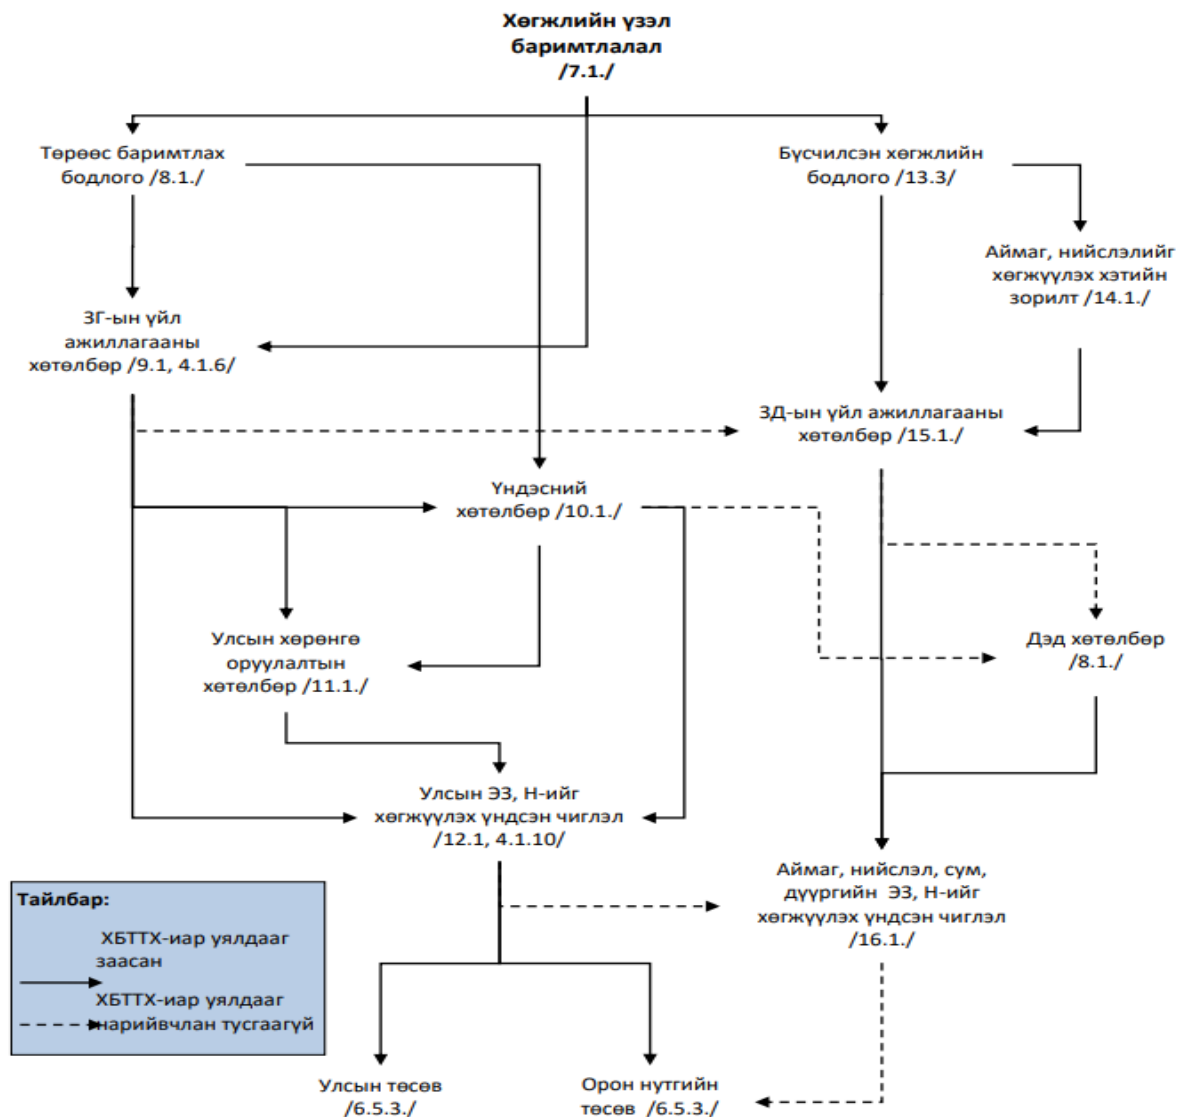 Хөгжлийн үзэл
баримтлалал
/7.1./
Төрөөс баримтлах
бодлого /8.1./
Бүсчилсэн хөгжлийн
бодлого /13.3/
Аймаг, нийслэлийг
хөгжүүлэх хэтийн
зорилт /14.1./
ЗГ-ын үйл
ажиллагааны
хөтөлбөр /9.1, 4.1.6/
ЗД-ын үйл ажиллагааны
хөтөлбөр /15.1./
Үндэсний
хөтөлбөр /10.1./
Улсын хөрөнгө
оруулалтын
хөтөлбөр /11.1./
Дэд хөтөлбөр
/8.1./
Улсын ЭЗ, Н-ийг
хөгжүүлэх үндсэн чиглэл
/12.1, 4.1.10/
Аймаг, нийслэл, сум,
дүүргийн ЭЗ, Н-ийг
хөгжүүлэх үндсэн чиглэл
/16.1./
Тайлбар:
ХБТТХ-иар уялдааг
заасан
ХБТТХ-иар уялдааг
нарийвчлан тусгаагүй
Улсын төсөв
/6.5.3./
Орон нутгийн
төсөв /6.5.3./